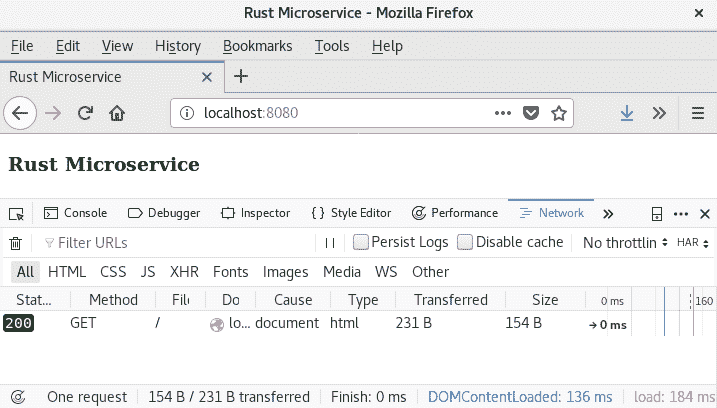 Rust Microservice - Mozilla Firefox ×
File Edit View History Bookmarks Tools Help
Rust Microservice × +
localhost:8080 •••
Rust Microservice
Console Debugger Inspector {} Style Editor Performance Network » ••• ×
Filter URLs || Persist Logs Disable cache No throttlin HAR
All HTML CSS JS XHR Fonts Images Media WS Other
Stat... Method File Do Cause Type Transferred Size 0 ms 160
200 GET / lo... document html 231 B 154 B → 0 ms
One request 154 B / 231 B transferred Finish: 0 ms DOMContentLoaded: 136 ms load: 184 ms